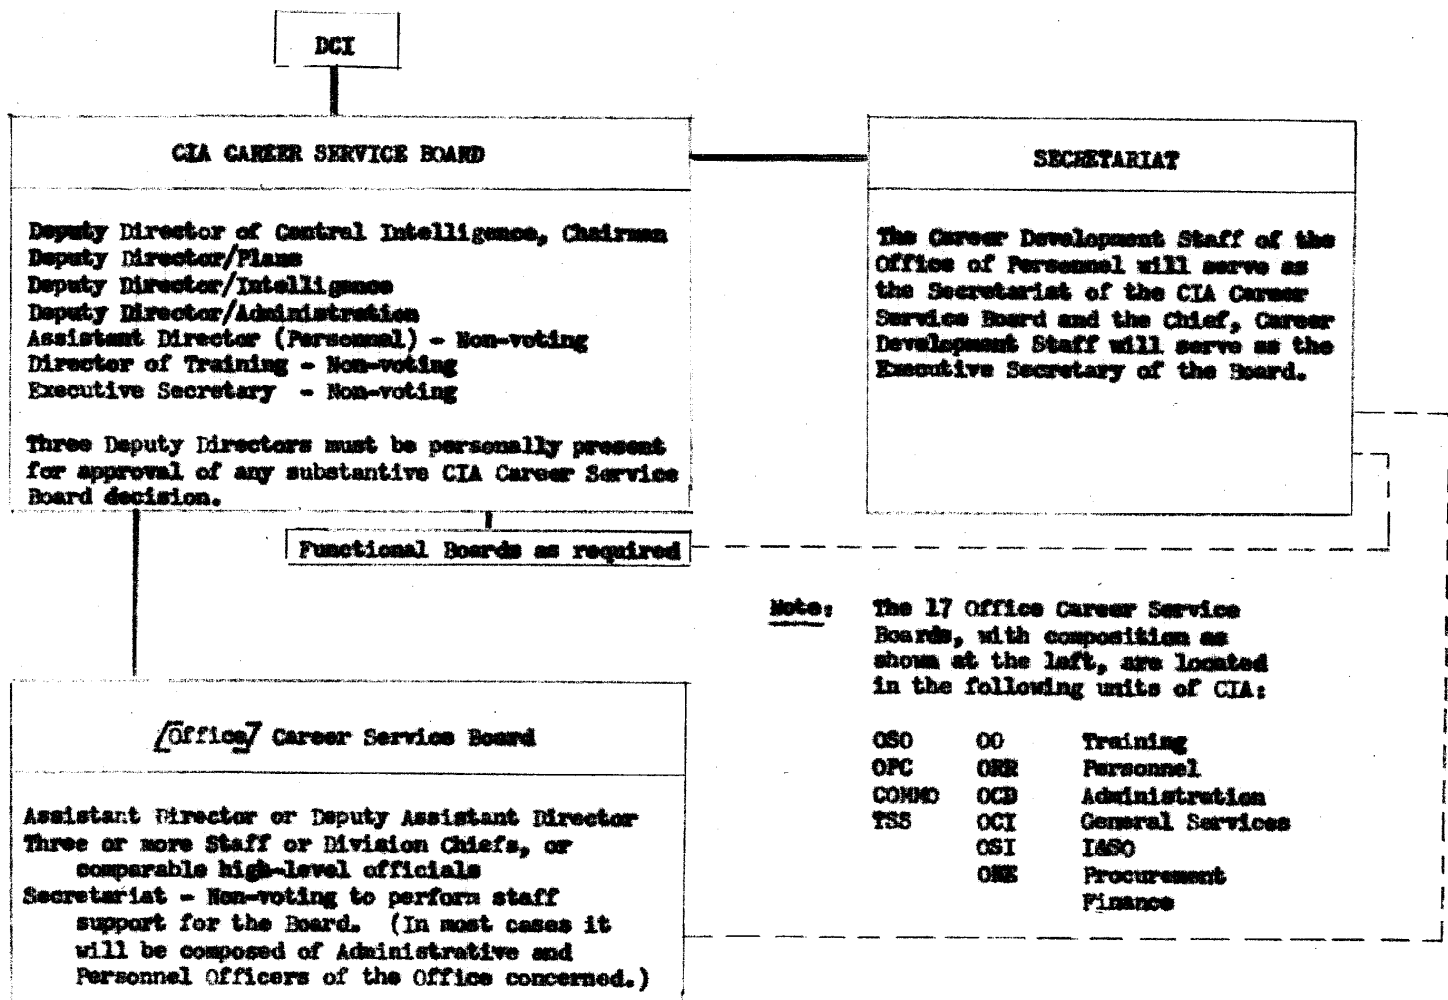 DCI
CIA CAREER SERVICE BOARD
Deputy Director of Central Intelligence, Chairman
Deputy Director/Plans
Deputy Director/Intelligence
Deputy Director/Administration
Assistant Director (Personnel) - Non-voting
Director of Training - Non-voting
Executive Secretary - Non-voting
Three Deputy Directors must be personally present
for approval of any substantive CIA Career Service
Board decision.
SECRETARIAT
The Career Development Staff of the
Office of Personnel will serve as
the Secretariat of the CIA Career
Service Board and the Chief, Career
Development Staff will serve as the
Executive Secretary of the Board.
Functional Boards as required
Note: The 17 Office Career Service
Boards, with composition as
shown at the left, are located
in the following units of CIA:
OSO OO Training
OPC ORR Personnel
COMMO OCD Administration
TSS OCI General Services
OSI I&SO
ONE Procurement
Finance
[Office] Career Service Board
Assistant Director or Deputy Assistant Director
Three or more Staff or Division Chiefs, or
comparable high-level officials
Secretariat - Non-voting to perform staff
support for the Board. (In most cases it
will be composed of Administrative and
Personnel Officers of the Office concerned.)